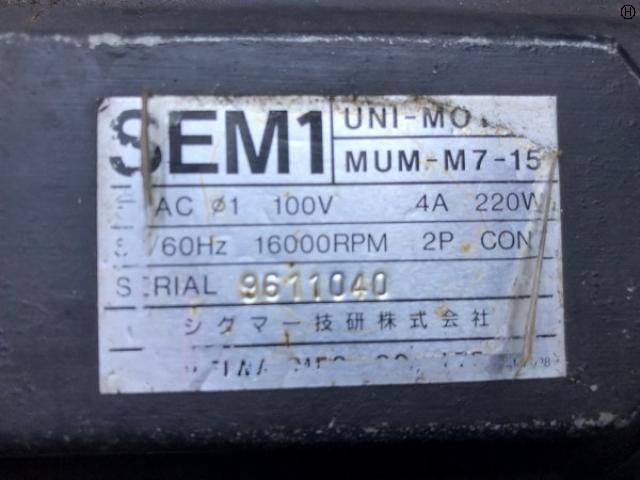 Ⓗ
SEM1
UNI-MOT
MUM-M7-15
AC ø1 100V 4A 220W
/60Hz 16000RPM 2P CON
SERIAL 9611040
シグマー技研株式会社